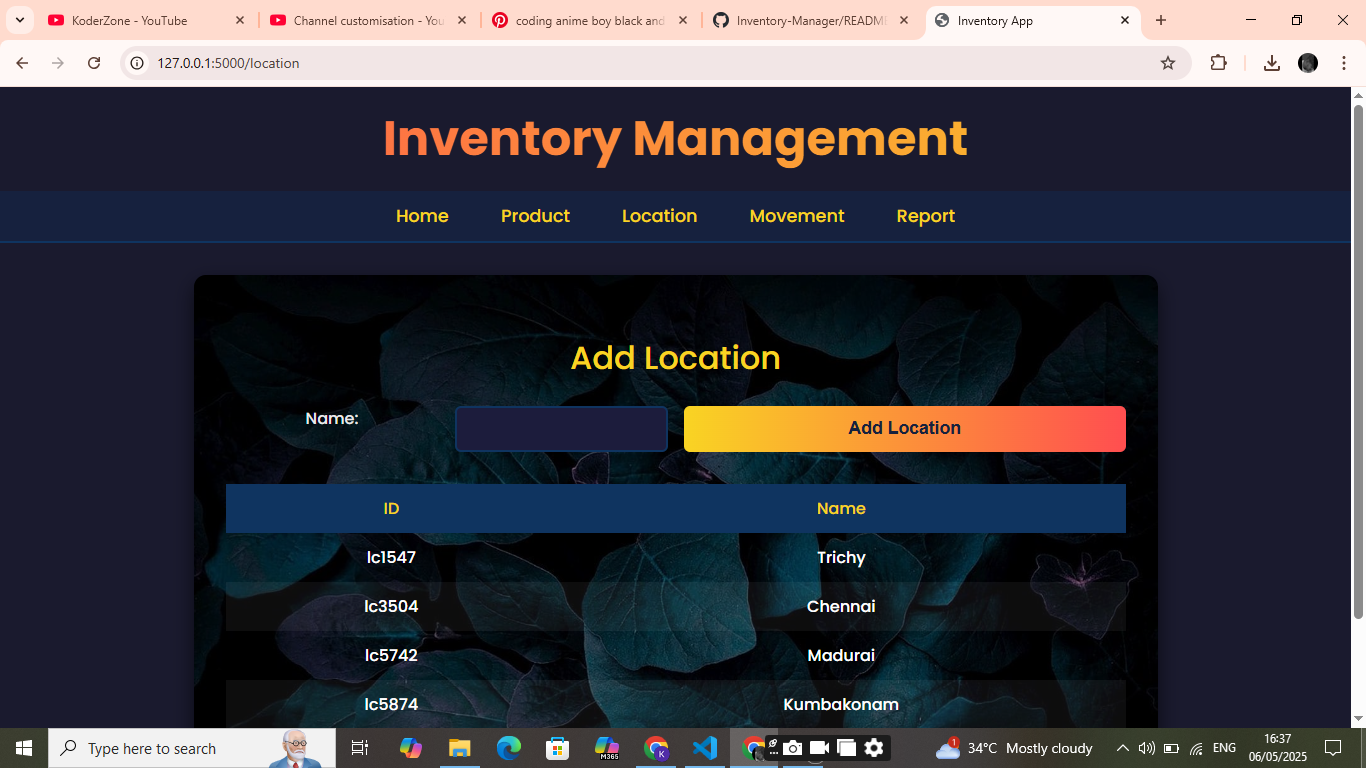 KoderZone - YouTube
Channel customisation - You
coding anime boy black and
Inventory-Manager/READM
Inventory App
127.0.0.1:5000/location
Inventory Management
Home Product Location Movement Report
Add Location
Name: Add Location
ID Name
lc1547 Trichy
lc3504 Chennai
lc5742 Madurai
lc5874 Kumbakonam
Type here to search
M365
K
1
34°C Mostly cloudy
ENG
16:37
06/05/2025